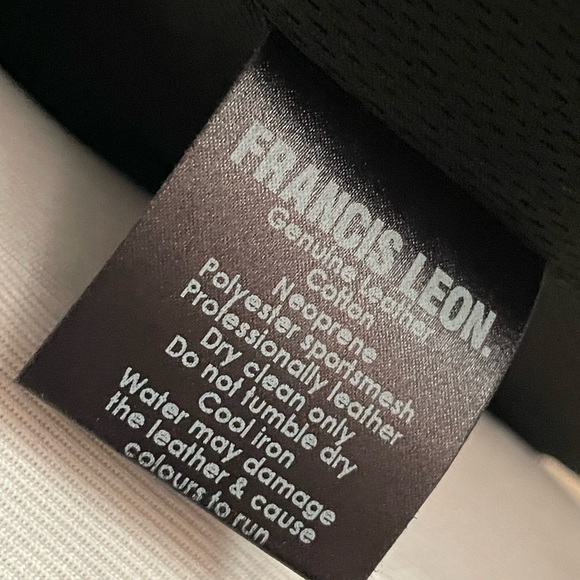 FRANCIS LEON.
Genuine Leather
Cotton
Neoprene
Polyester sportsmesh
Professionally leather
Dry clean only
Do not tumble dry
Cool iron
Water may damage
the leather & cause
colours to run